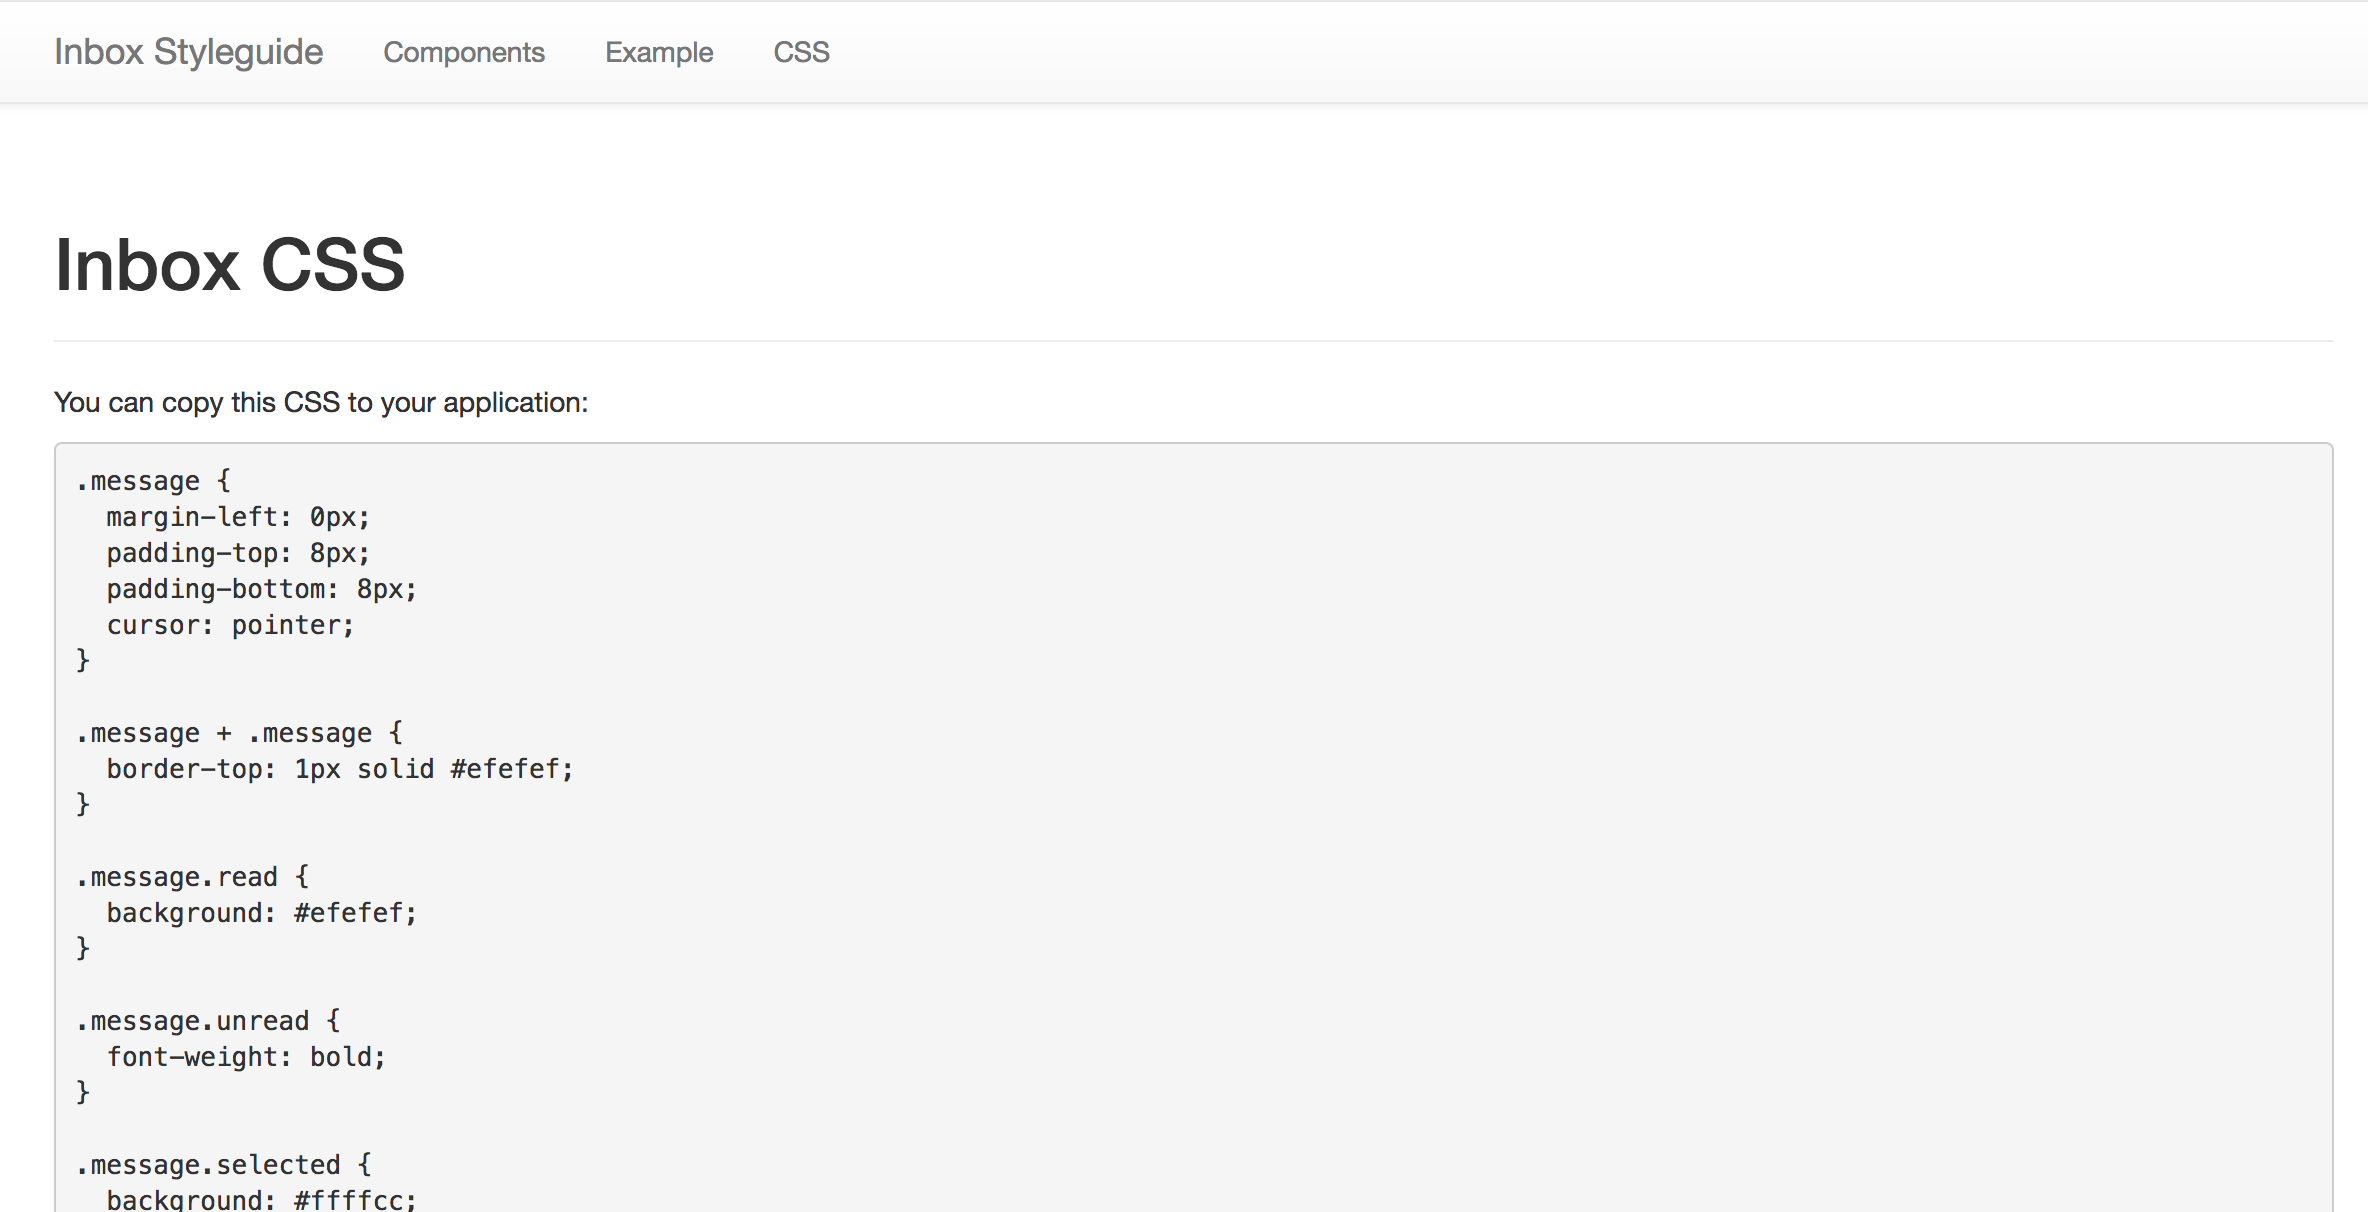 Inbox Styleguide Components Example CSS
Inbox CSS
You can copy this CSS to your application:
.message {
  margin-left: 0px;
  padding-top: 8px;
  padding-bottom: 8px;
  cursor: pointer;
}

.message + .message {
  border-top: 1px solid #efefef;
}

.message.read {
  background: #efefef;
}

.message.unread {
  font-weight: bold;
}

.message.selected {
  background: #ffffcc;